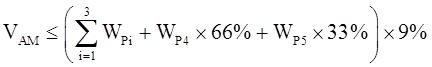 V_AM ≤ ( ∑_{i=1}^{3} W_Pi + W_P4 × 66% + W_P5 × 33% ) × 9%